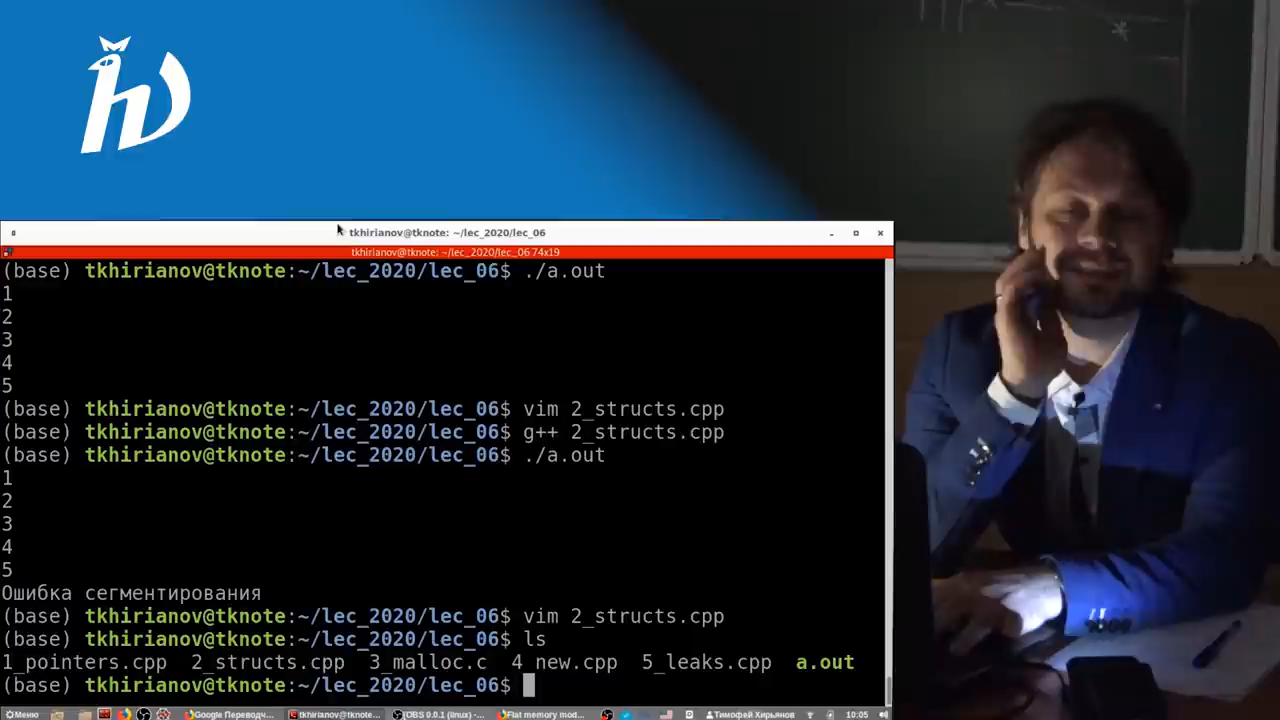 tkhirianov@tknote: ~/lec_2020/lec_06
tkhirianov@tknote: ~/lec_2020/lec_06 74x19
(base) tkhirianov@tknote:~/lec_2020/lec_06$ ./a.out
1
2
3
4
5
(base) tkhirianov@tknote:~/lec_2020/lec_06$ vim 2_structs.cpp
(base) tkhirianov@tknote:~/lec_2020/lec_06$ g++ 2_structs.cpp
(base) tkhirianov@tknote:~/lec_2020/lec_06$ ./a.out
1
2
3
4
5
Ошибка сегментирования
(base) tkhirianov@tknote:~/lec_2020/lec_06$ vim 2_structs.cpp
(base) tkhirianov@tknote:~/lec_2020/lec_06$ ls
1_pointers.cpp 2_structs.cpp 3_malloc.c 4_new.cpp 5_leaks.cpp a.out
(base) tkhirianov@tknote:~/lec_2020/lec_06$
Меню Google Переводч... tkhirianov@tknote... OBS 0.0.1 (linux) -... Flat memory mod... Тимофей Хирьянов 10:05